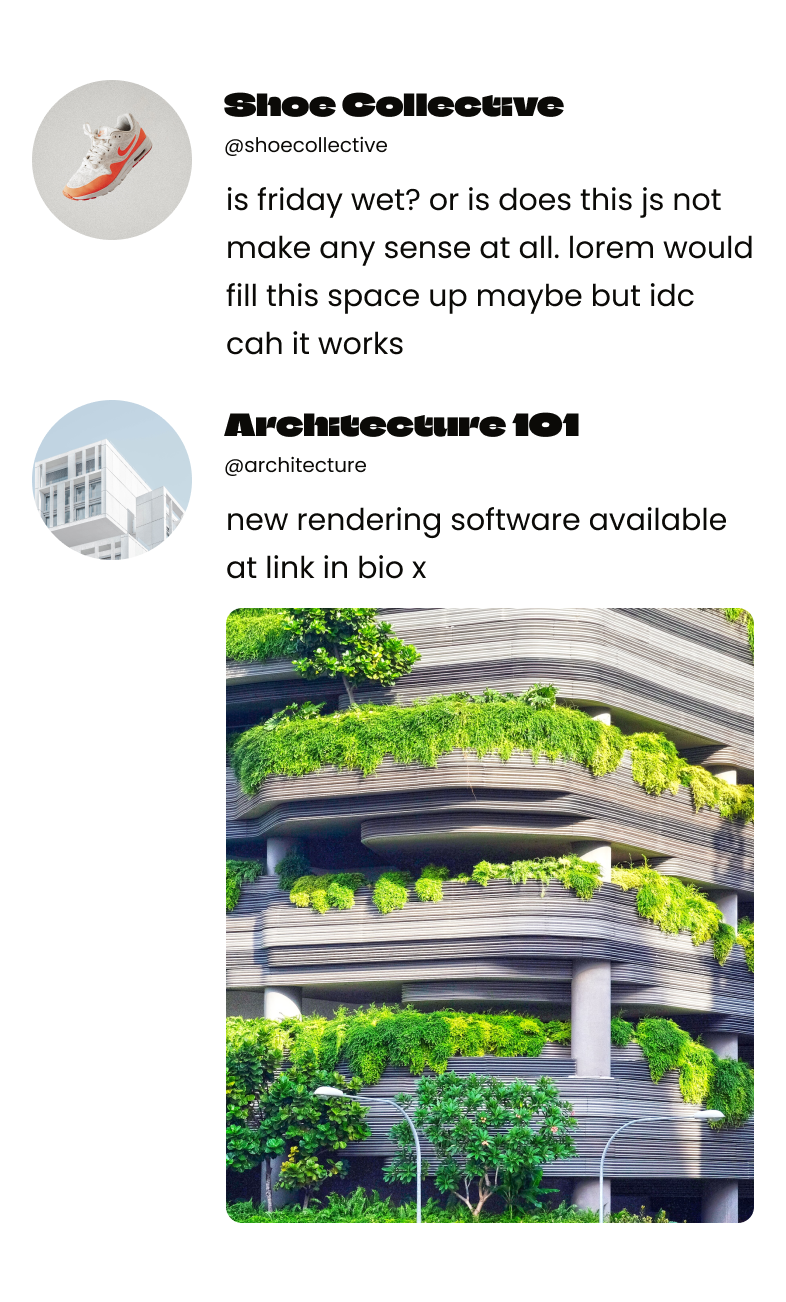 Shoe Collective
@shoecollective
is friday wet? or is does this js not
make any sense at all. lorem would
fill this space up maybe but idc
cah it works
Architecture 101
@architecture
new rendering software available
at link in bio x